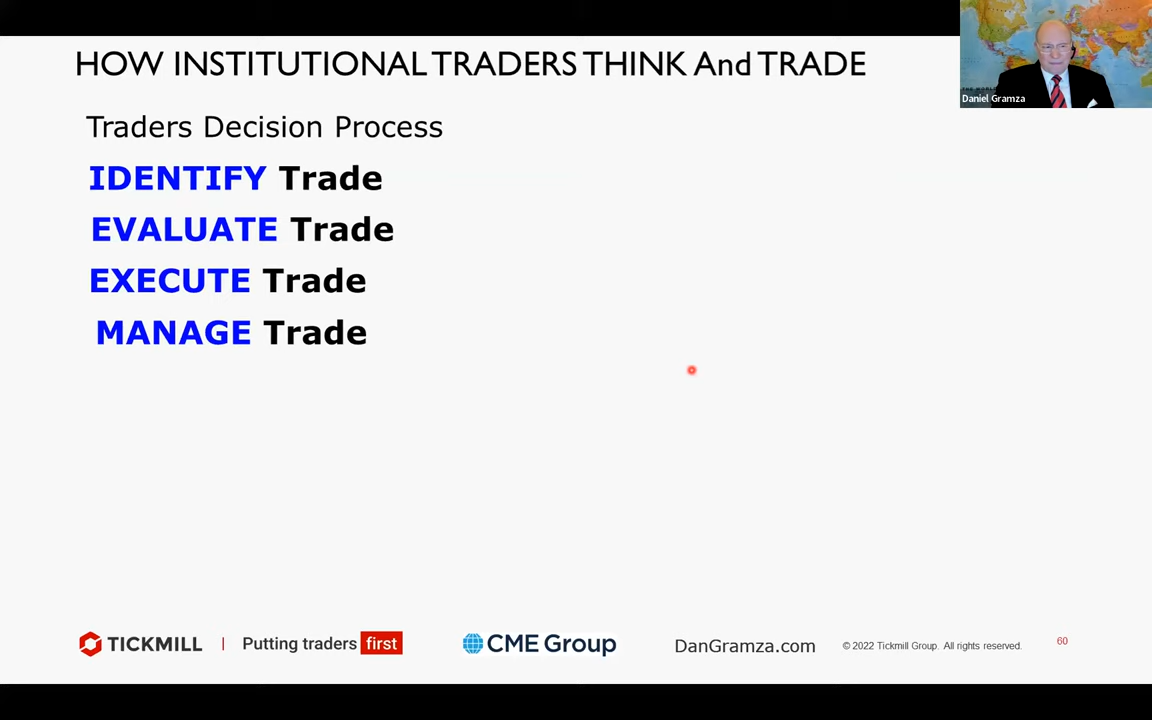 HOW INSTITUTIONAL TRADERS THINK And TRADE
Daniel Gramza
Traders Decision Process
IDENTIFY Trade
EVALUATE Trade
EXECUTE Trade
MANAGE Trade
TICKMILL | Putting traders first
CME Group
DanGramza.com
© 2022 Tickmill Group. All rights reserved.
60